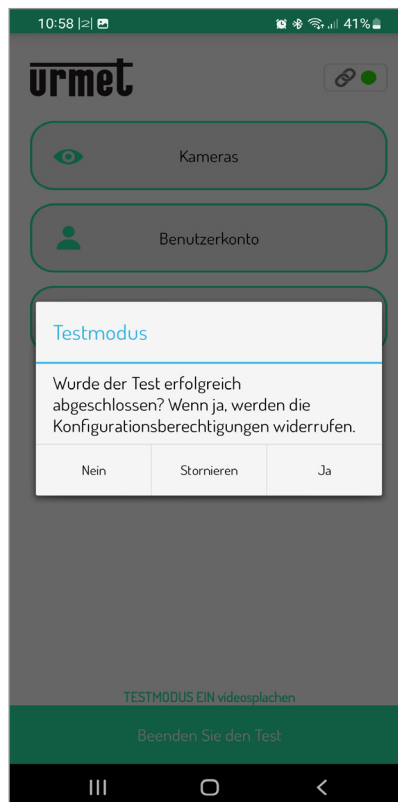 10:58 |2|
41%
urmet
Kameras
Benutzerkonto
Testmodus
Wurde der Test erfolgreich
abgeschlossen? Wenn ja, werden die
Konfigurationsberechtigungen widerrufen.
Nein Stornieren Ja
TESTMODUS EIN videosplachen
Beenden Sie den Test